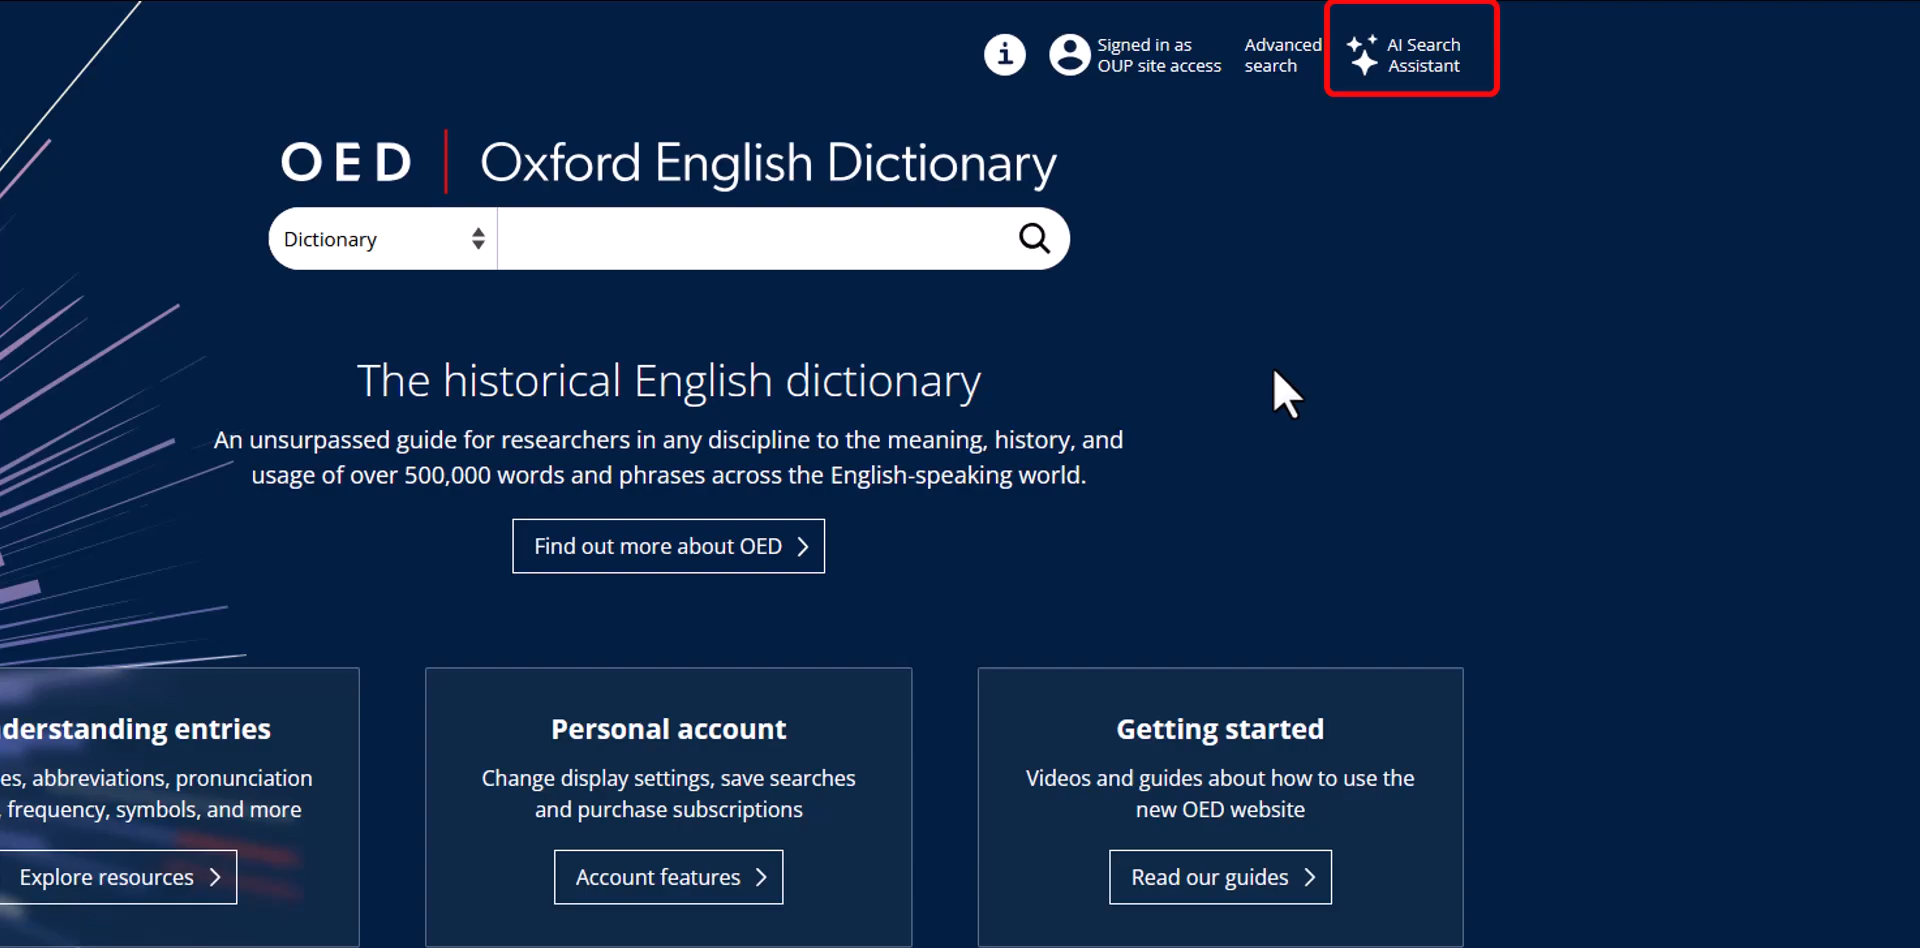 Signed in as
OUP site access
Advanced
search
AI Search
Assistant
OED | Oxford English Dictionary
Dictionary
The historical English dictionary
An unsurpassed guide for researchers in any discipline to the meaning, history, and
usage of over 500,000 words and phrases across the English-speaking world.
Find out more about OED
derstanding entries
es, abbreviations, pronunciation
, frequency, symbols, and more
Explore resources
Personal account
Change display settings, save searches
and purchase subscriptions
Account features
Getting started
Videos and guides about how to use the
new OED website
Read our guides